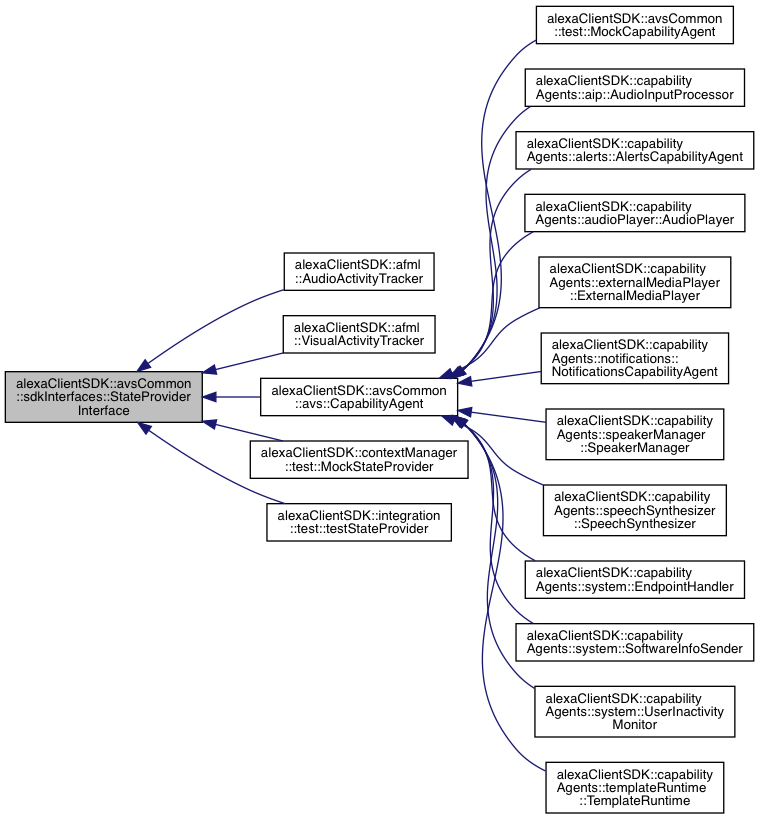 alexaClientSDK::avsCommon
::test::MockCapabilityAgent
alexaClientSDK::capability
Agents::aip::AudioInputProcessor
alexaClientSDK::capability
Agents::alerts::AlertsCapabilityAgent
alexaClientSDK::capability
Agents::audioPlayer::AudioPlayer
alexaClientSDK::afml
::AudioActivityTracker
alexaClientSDK::capability
Agents::externalMediaPlayer
::ExternalMediaPlayer
alexaClientSDK::afml
::VisualActivityTracker
alexaClientSDK::capability
Agents::notifications::
NotificationsCapabilityAgent
alexaClientSDK::avsCommon
::sdkInterfaces::StateProvider
Interface
alexaClientSDK::avsCommon
::avs::CapabilityAgent
alexaClientSDK::capability
Agents::speakerManager
::SpeakerManager
alexaClientSDK::contextManager
::test::MockStateProvider
alexaClientSDK::capability
Agents::speechSynthesizer
::SpeechSynthesizer
alexaClientSDK::integration
::test::testStateProvider
alexaClientSDK::capability
Agents::system::EndpointHandler
alexaClientSDK::capability
Agents::system::SoftwareInfoSender
alexaClientSDK::capability
Agents::system::UserInactivity
Monitor
alexaClientSDK::capability
Agents::templateRuntime
::TemplateRuntime